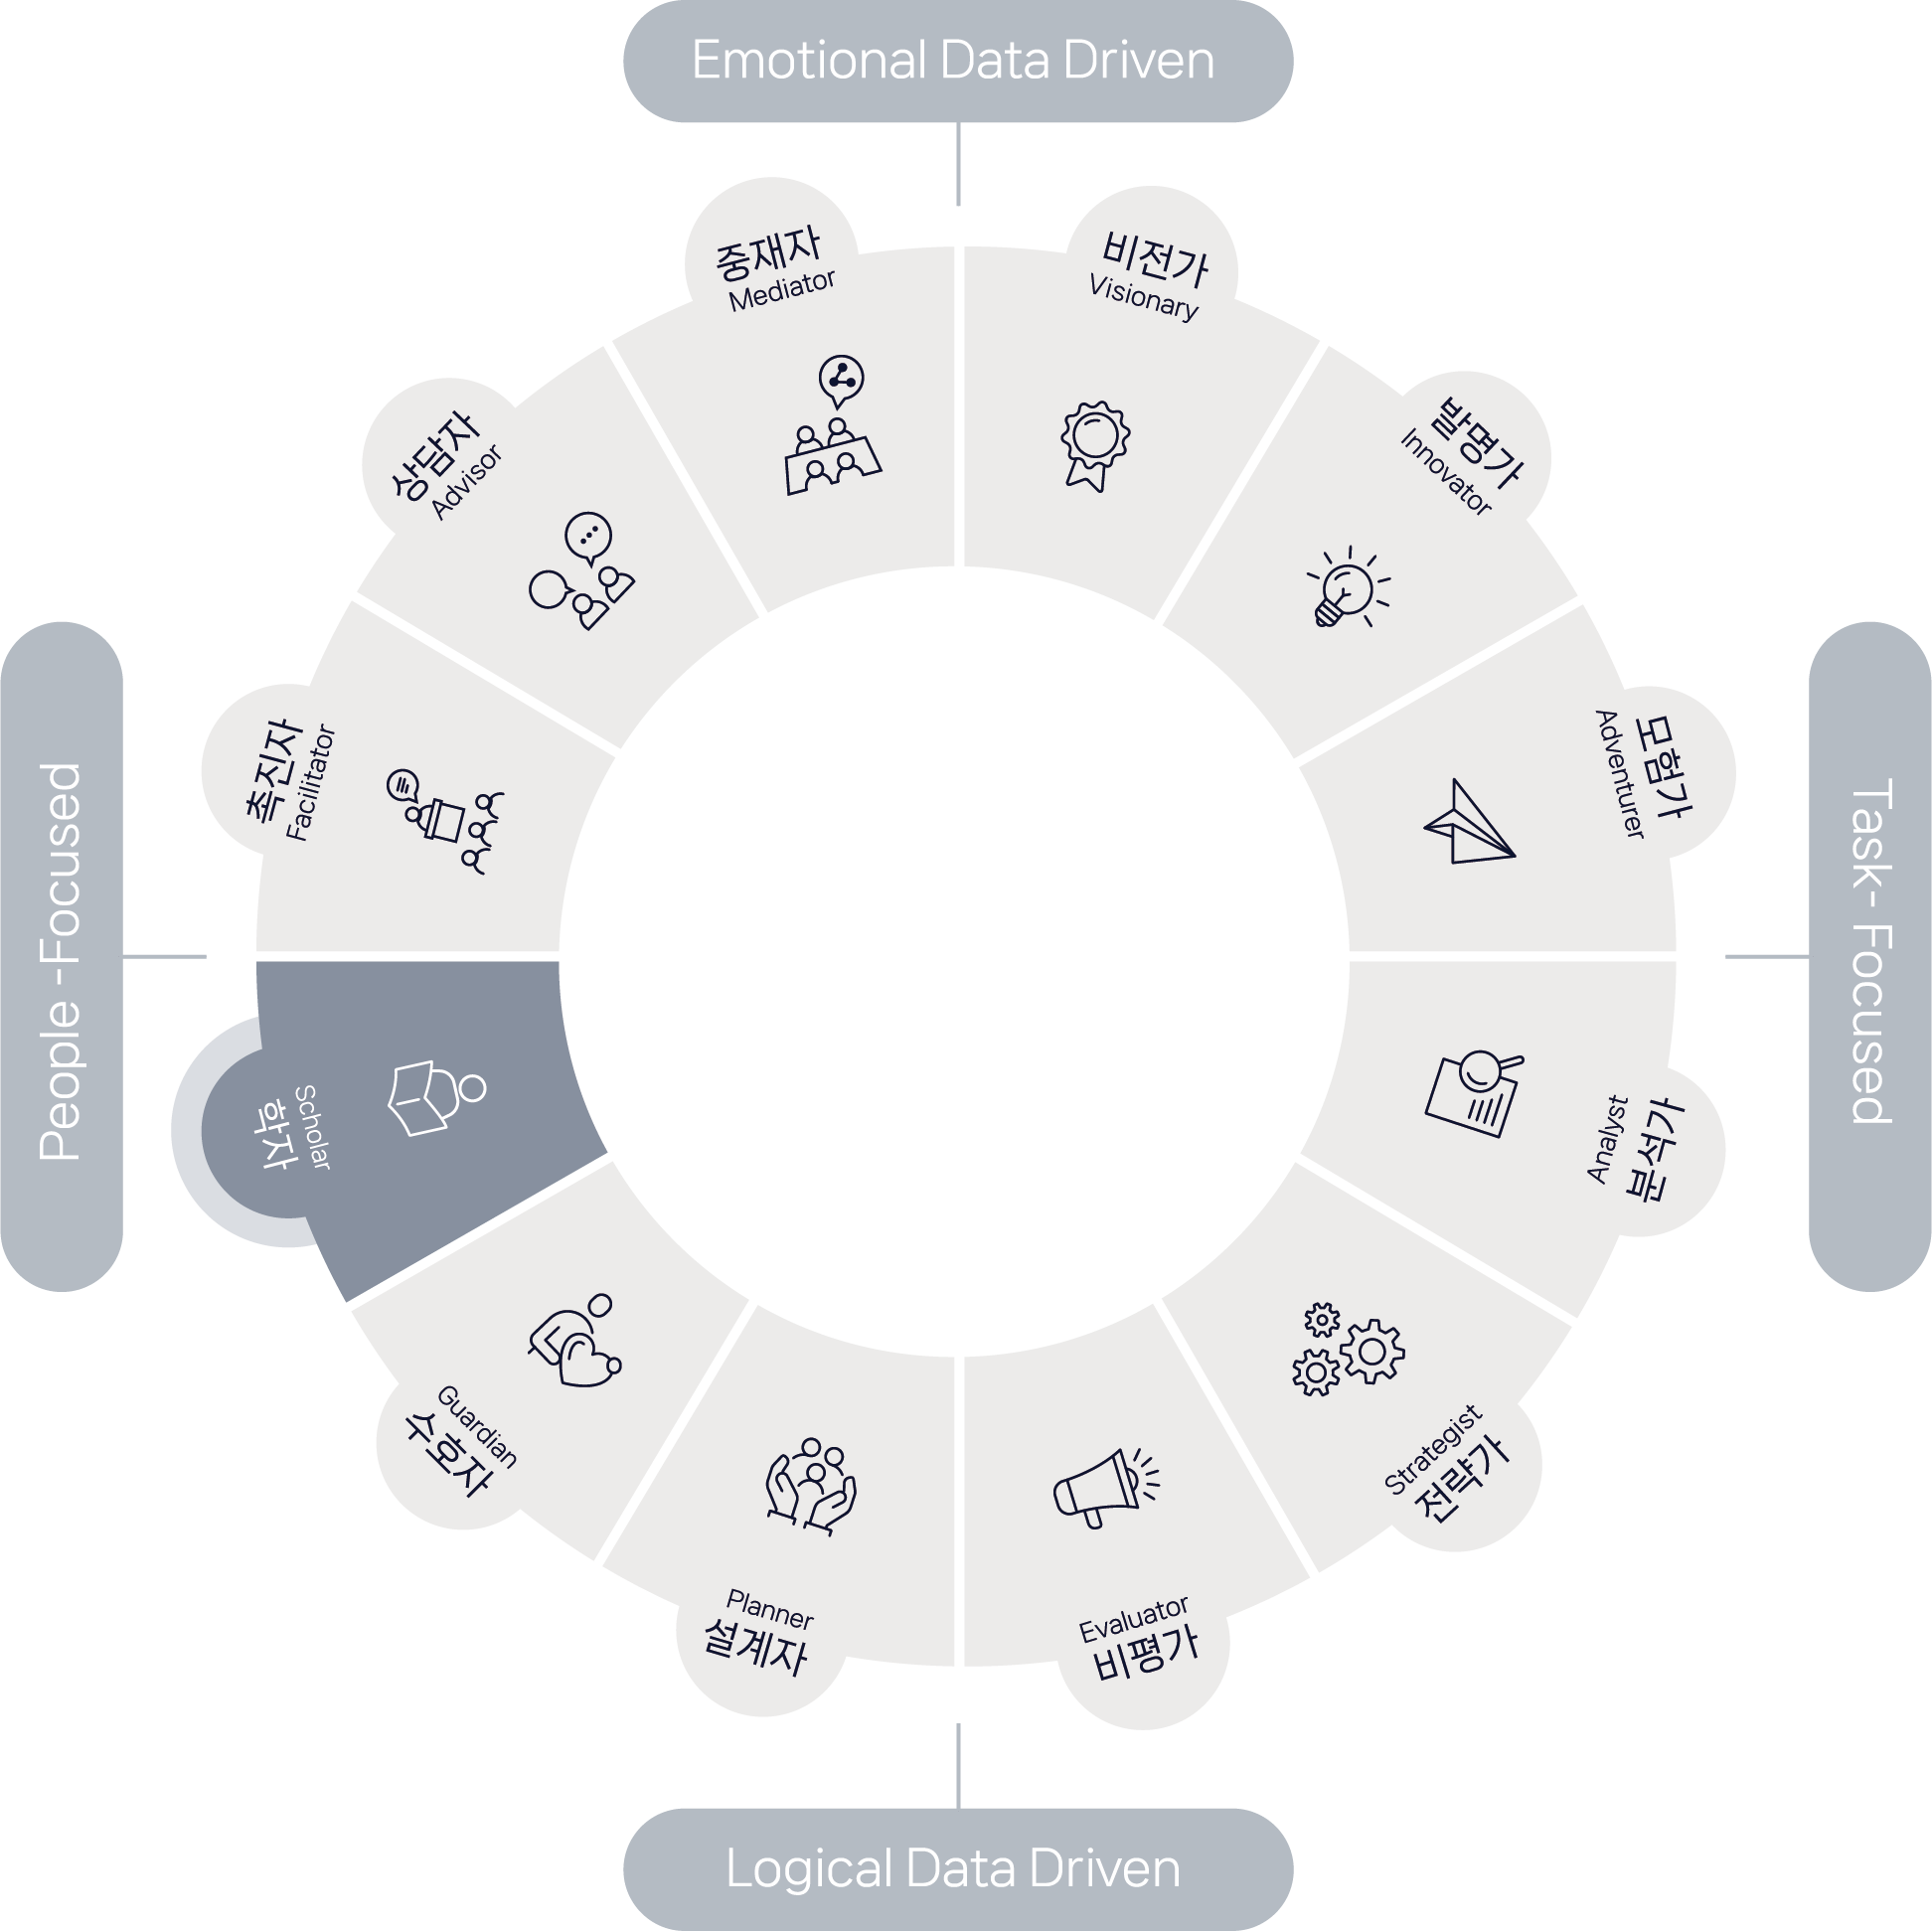 Emotional Data Driven
중재자
Mediator
비전가
Visionary
상담자
Advisor
발명가
Innovator
촉진자
Facilitator
모험가
Adventurer
People -Focused
Task- Focused
학자
Scholar
Analyst
분석가
Guardian
수호자
Strategist
전략가
Planner
설계자
Evaluator
비평가
Logical Data Driven